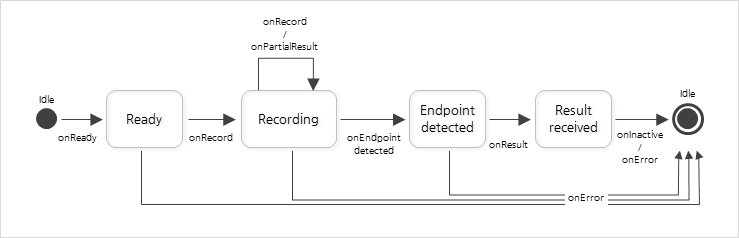 onRecord
/
onPartialResult
Idle
Idle
Ready
Recording
Endpoint
detected
Result
received
onReady
onRecord
onEndpoint
detected
onResult
onInactive
/
onError
onError